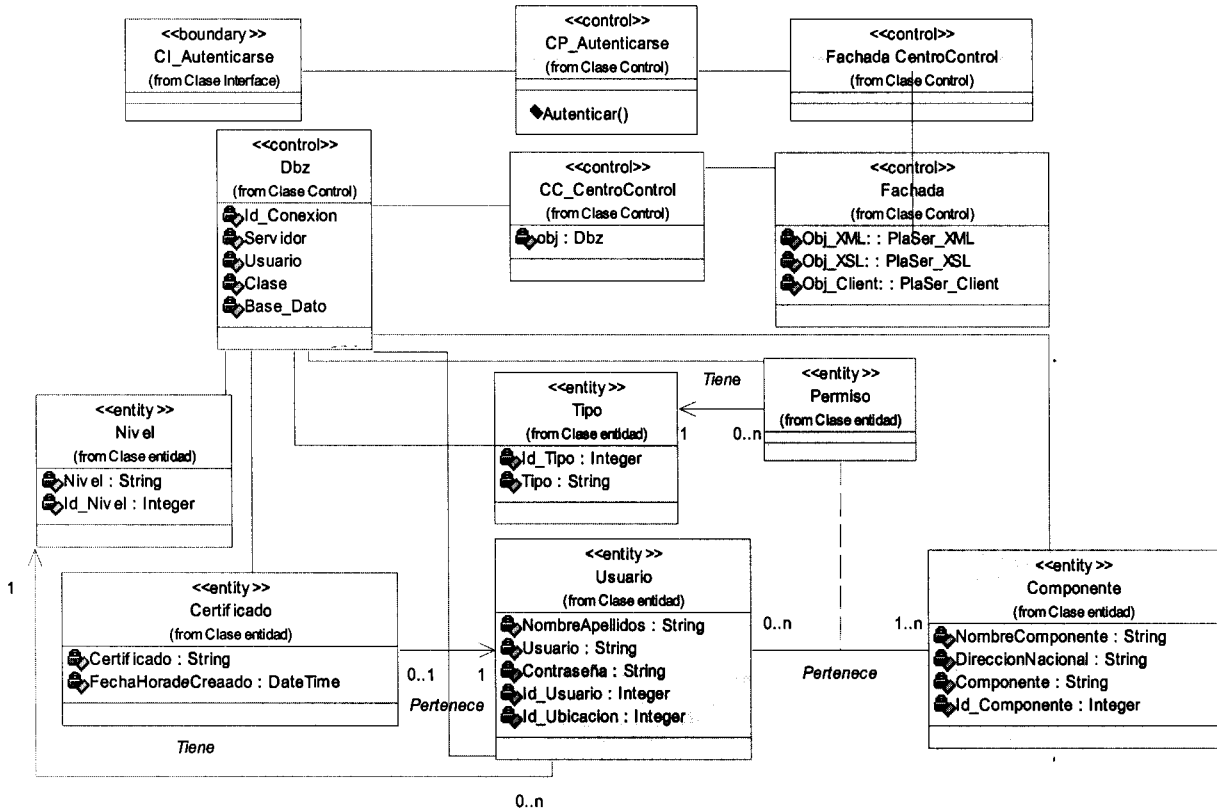 <<boundary>>
CI_Autenticarse
(from Clase Interface)
<<control>>
CP_Autenticarse
(from Clase Control)
Autenticar()
<<control>>
Fachada CentroControl
(from Clase Control)
<<control>>
Dbz
(from Clase Control)
Id_Conexion
Servidor
Usuario
Clase
Base_Dato
<<control>>
CC_CentroControl
(from Clase Control)
obj : Dbz
<<control>>
Fachada
(from Clase Control)
Obj_XML: : PlaSer_XML
Obj_XSL: : PlaSer_XSL
Obj_Client: : PlaSer_Client
<<entity>>
Nivel
(from Clase entidad)
Nivel : String
Id_Nivel : Integer
<<entity>>
Tipo
(from Clase entidad)
Id_Tipo : Integer
Tipo : String
Tiene
1
0..n
<<entity>>
Permiso
(from Clase entidad)
1
<<entity>>
Certificado
(from Clase entidad)
Certificado : String
FechaHoradeCreaado : DateTime
0..1
1
Pertenece
<<entity>>
Usuario
(from Clase entidad)
NombreApellidos : String
Usuario : String
Contraseña : String
Id_Usuario : Integer
Id_Ubicacion : Integer
0..n
1..n
Pertenece
<<entity>>
Componente
(from Clase entidad)
NombreComponente : String
DireccionNacional : String
Componente : String
Id_Componente : Integer
Tiene
0..n